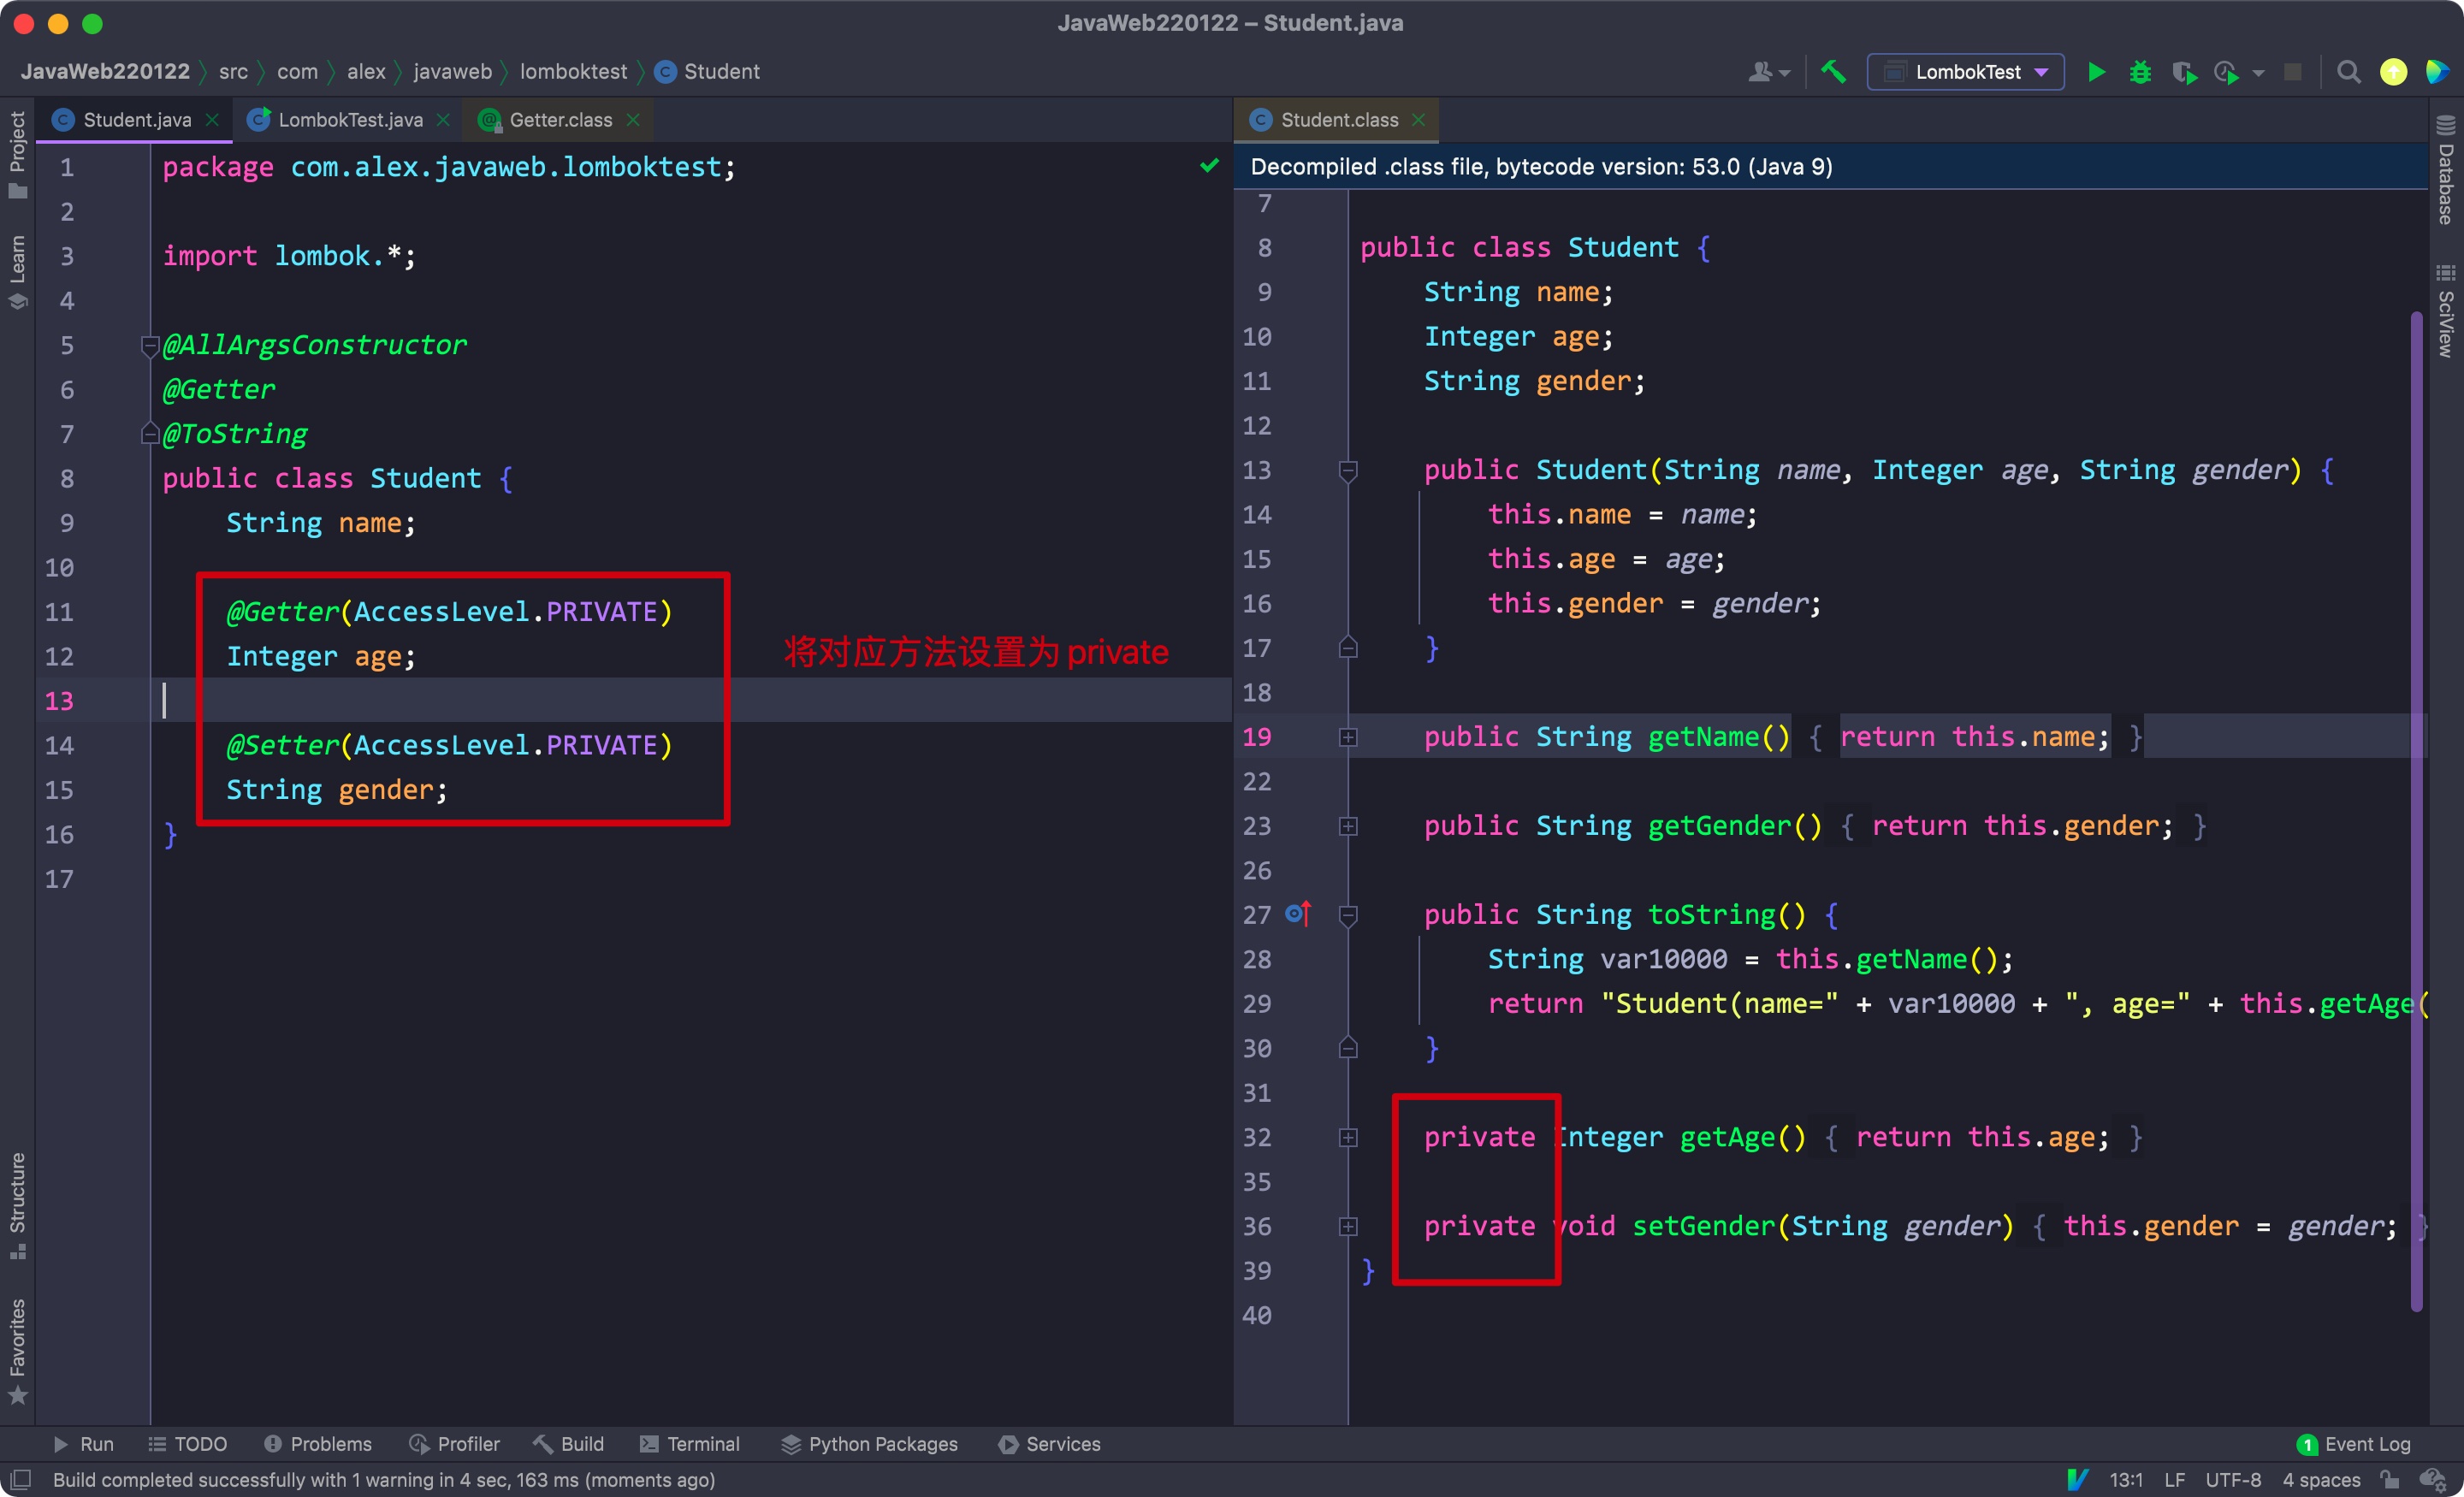 JavaWeb220122 – Student.java
JavaWeb220122 src com alex javaweb lomboktest Student
LombokTest
Student.java LombokTest.java Getter.class
Student.class
Project
Learn
Structure
Favorites
1 package com.alex.javaweb.lomboktest;
2
3 import lombok.*;
4
5 @AllArgsConstructor
6 @Getter
7 @ToString
8 public class Student {
9 String name;
10
11 @Getter(AccessLevel.PRIVATE)
12 Integer age;
13
14 @Setter(AccessLevel.PRIVATE)
15 String gender;
16 }
17
将对应方法设置为 private
Decompiled .class file, bytecode version: 53.0 (Java 9)
7
8 public class Student {
9 String name;
10 Integer age;
11 String gender;
12
13 public Student(String name, Integer age, String gender) {
14 this.name = name;
15 this.age = age;
16 this.gender = gender;
17 }
18
19 public String getName() { return this.name; }
22
23 public String getGender() { return this.gender; }
26
27 public String toString() {
28 String var10000 = this.getName();
29 return "Student(name=" + var10000 + ", age=" + this.getAge(
30 }
31
32 private Integer getAge() { return this.age; }
35
36 private void setGender(String gender) { this.gender = gender; }
39 }
40
Database
SciView
Run TODO Problems Profiler Build Terminal Python Packages Services
1 Event Log
Build completed successfully with 1 warning in 4 sec, 163 ms (moments ago)
13:1 LF UTF-8 4 spaces